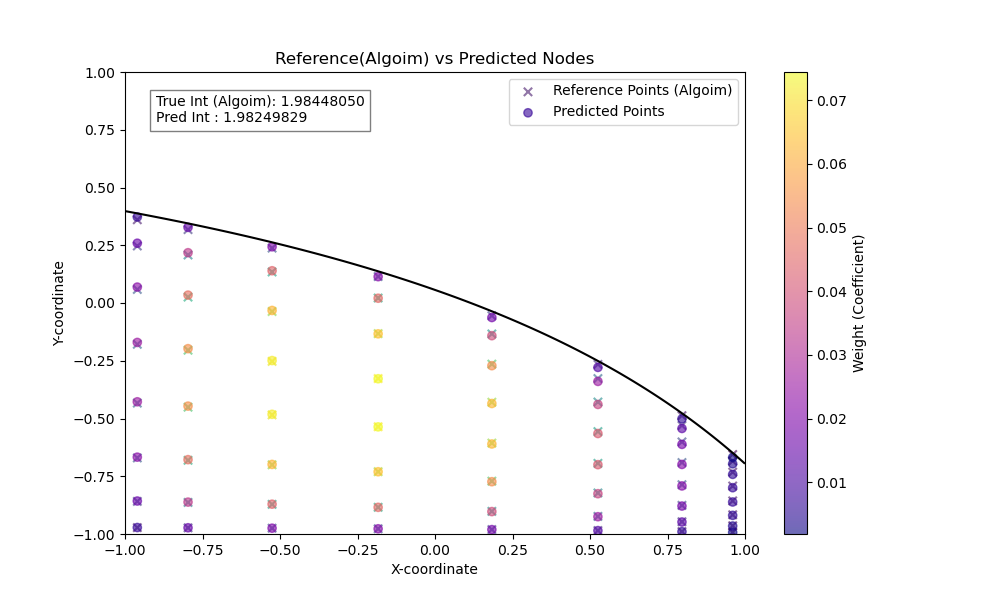 Reference(Algoim) vs Predicted Nodes
True Int (Algoim): 1.98448050
Pred Int : 1.98249829
Reference Points (Algoim)
Predicted Points
1.00
0.75
0.50
0.25
0.00
−0.25
−0.50
−0.75
−1.00
Y-coordinate
−1.00 −0.75 −0.50 −0.25 0.00 0.25 0.50 0.75 1.00
X-coordinate
0.07
0.06
0.05
0.04
0.03
0.02
0.01
Weight (Coefficient)